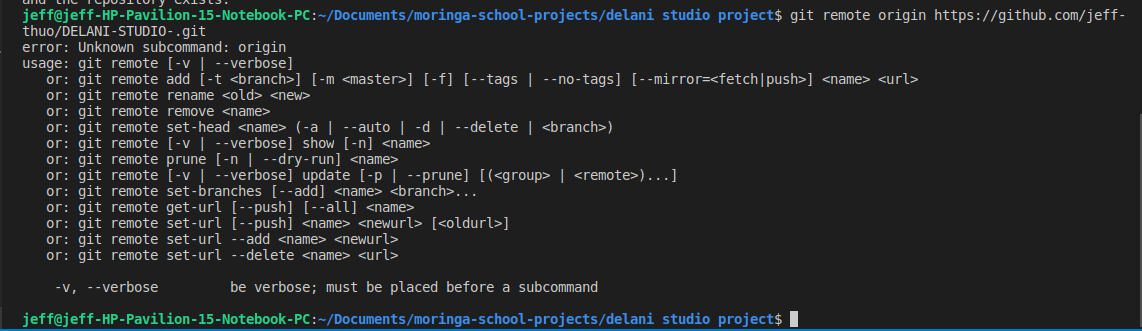 and the repository exists.
jeff@jeff-HP-Pavilion-15-Notebook-PC:~/Documents/moringa-school-projects/delani studio project$ git remote origin https://github.com/jeff-
thuo/DELANI-STUDIO-.git
error: Unknown subcommand: origin
usage: git remote [-v | --verbose]
   or: git remote add [-t <branch>] [-m <master>] [-f] [--tags | --no-tags] [--mirror=<fetch|push>] <name> <url>
   or: git remote rename <old> <new>
   or: git remote remove <name>
   or: git remote set-head <name> (-a | --auto | -d | --delete | <branch>)
   or: git remote [-v | --verbose] show [-n] <name>
   or: git remote prune [-n | --dry-run] <name>
   or: git remote [-v | --verbose] update [-p | --prune] [(<group> | <remote>)...]
   or: git remote set-branches [--add] <name> <branch>...
   or: git remote get-url [--push] [--all] <name>
   or: git remote set-url [--push] <name> <newurl> [<oldurl>]
   or: git remote set-url --add <name> <newurl>
   or: git remote set-url --delete <name> <url>
    -v, --verbose         be verbose; must be placed before a subcommand
jeff@jeff-HP-Pavilion-15-Notebook-PC:~/Documents/moringa-school-projects/delani studio project$